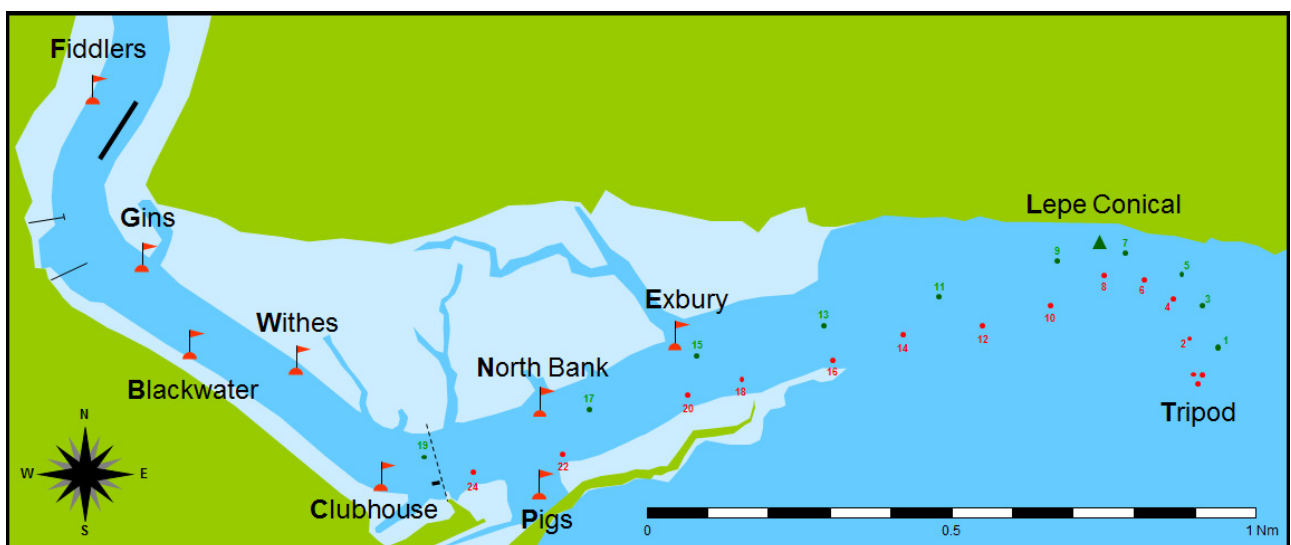 Fiddlers
Gins
Lepe Conical
7
9
5
Exbury
11
8
6
3
4
Withes
13
10
15
12
14
2
1
Blackwater
North Bank
16
18
Tripod
17
20
N
19
22
W
E
24
Clubhouse
Pigs
S
0
0.5
1 Nm